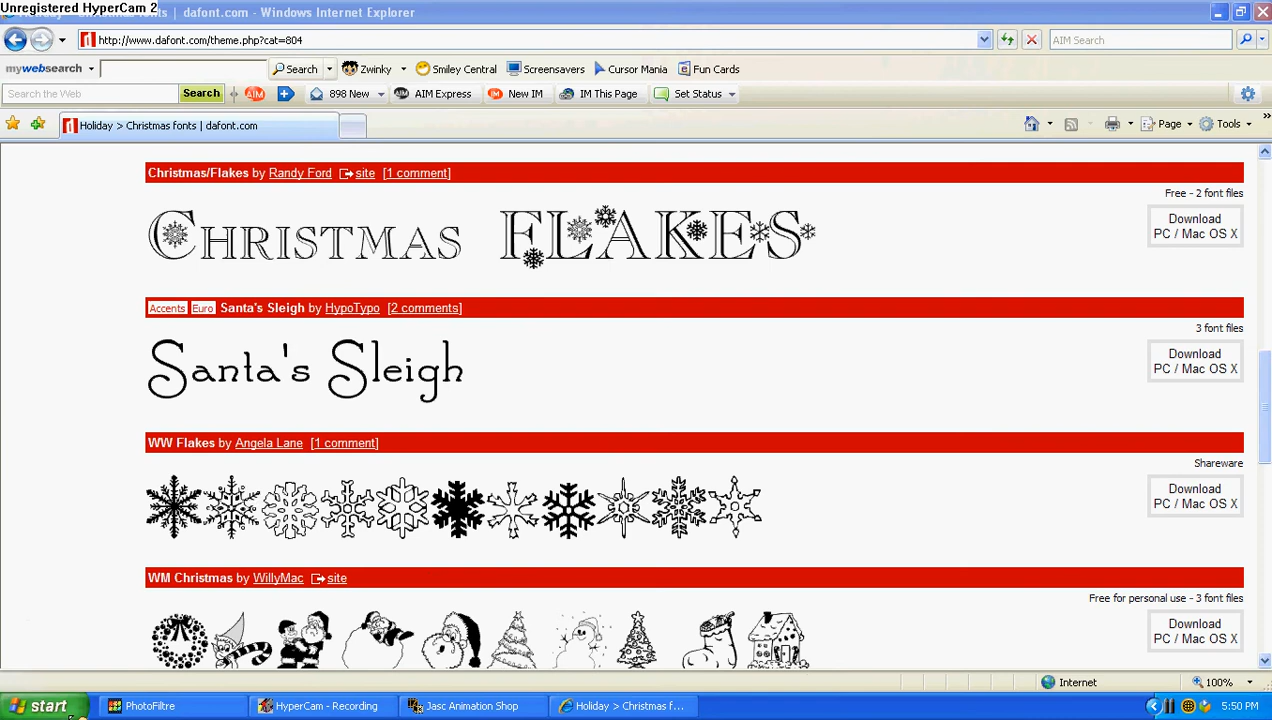 Unregistered HyperCam 2
Holiday > Christmas fonts | dafont.com - Windows Internet Explorer
http://www.dafont.com/theme.php?cat=804
AIM Search
mywebsearch
Search
Zwinky
Smiley Central
Screensavers
Cursor Mania
Fun Cards
Search the Web
Search
AIM
898 New
AIM Express
New IM
IM This Page
Set Status
Holiday > Christmas fonts | dafont.com
Page
Tools
Christmas/Flakes by Randy Ford site [1 comment]
Free - 2 font files
Christmas FLAKES
Download
PC / Mac OS X
Accents Euro Santa's Sleigh by HypoTypo [2 comments]
3 font files
Santa's Sleigh
Download
PC / Mac OS X
WW Flakes by Angela Lane [1 comment]
Shareware
Download
PC / Mac OS X
WM Christmas by WillyMac site
Free for personal use - 3 font files
Download
PC / Mac OS X
Internet
100%
start
PhotoFiltre
HyperCam - Recording
Jasc Animation Shop
Holiday > Christmas f...
5:50 PM